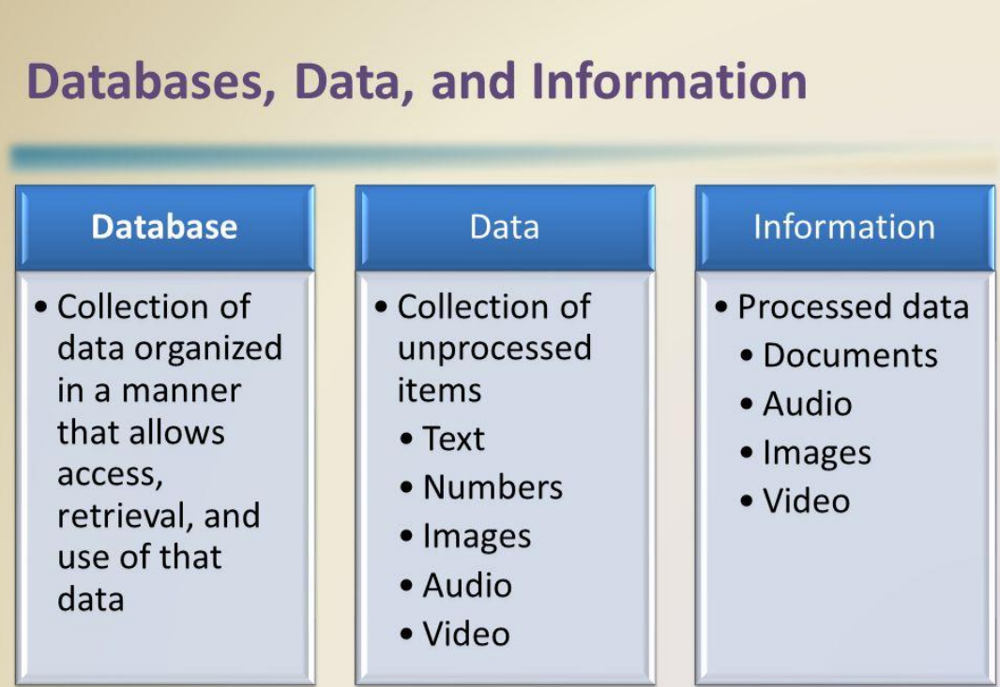 Databases, Data, and Information
Database
• Collection of
data organized
in a manner
that allows
access,
retrieval, and
use of that
data
Data
• Collection of
unprocessed
items
• Text
• Numbers
• Images
• Audio
• Video
Information
• Processed data
• Documents
• Audio
• Images
• Video